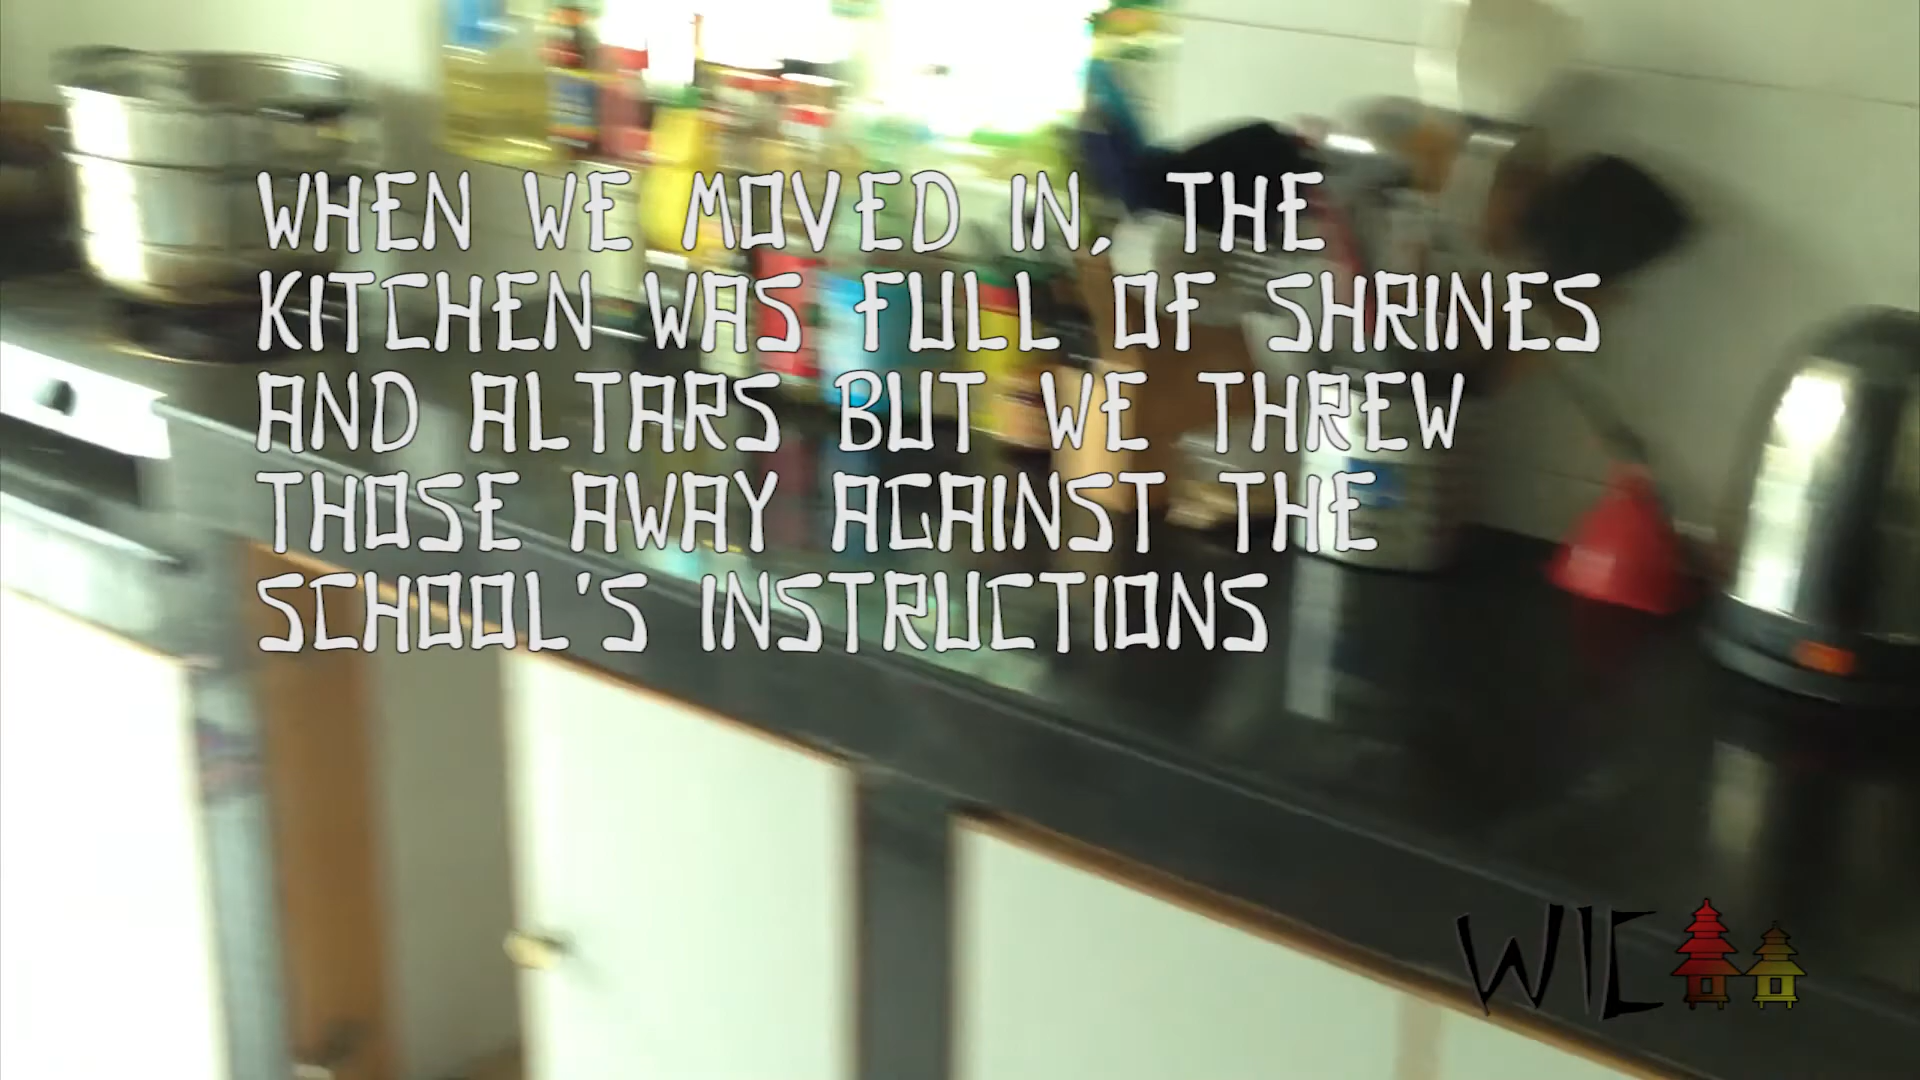 WHEN WE MOVED IN, THE
KITCHEN WAS FULL OF SHRINES
AND ALTARS BUT WE THREW
THOSE AWAY AGAINST THE
SCHOOL'S INSTRUCTIONS
WIC